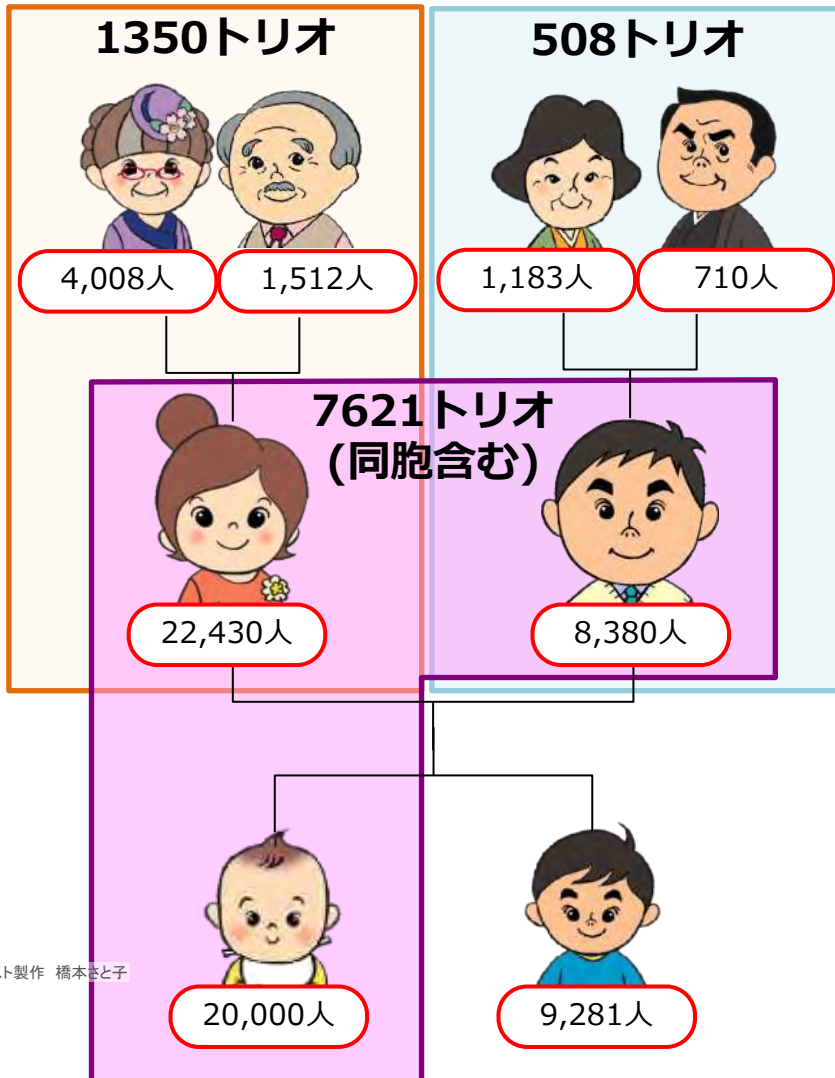 1350トリオ
508トリオ
4,008人
1,512人
1,183人
710人
7621トリオ
(同胞含む)
22,430人
8,380人
ト製作 橋本さと子
20,000人
9,281人